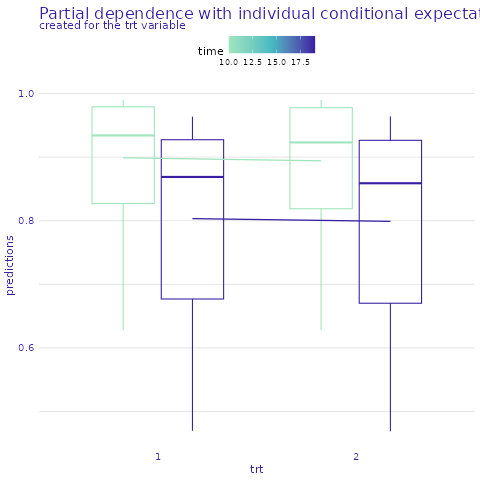 Partial dependence with individual conditional expectat
created for the trt variable
time
10.0 12.5 15.0 17.5
1.0
0.8
0.6
predictions
1 2
trt